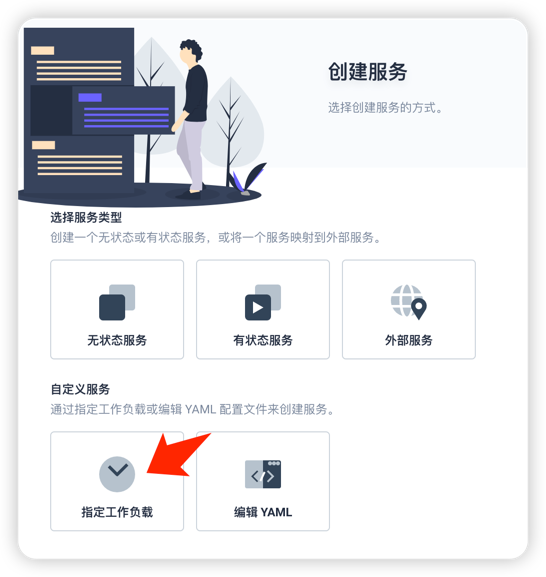 创建服务
选择创建服务的方式。
选择服务类型
创建一个无状态或有状态服务，或将一个服务映射到外部服务。
无状态服务
有状态服务
外部服务
自定义服务
通过指定工作负载或编辑 YAML 配置文件来创建服务。
指定工作负载
编辑 YAML